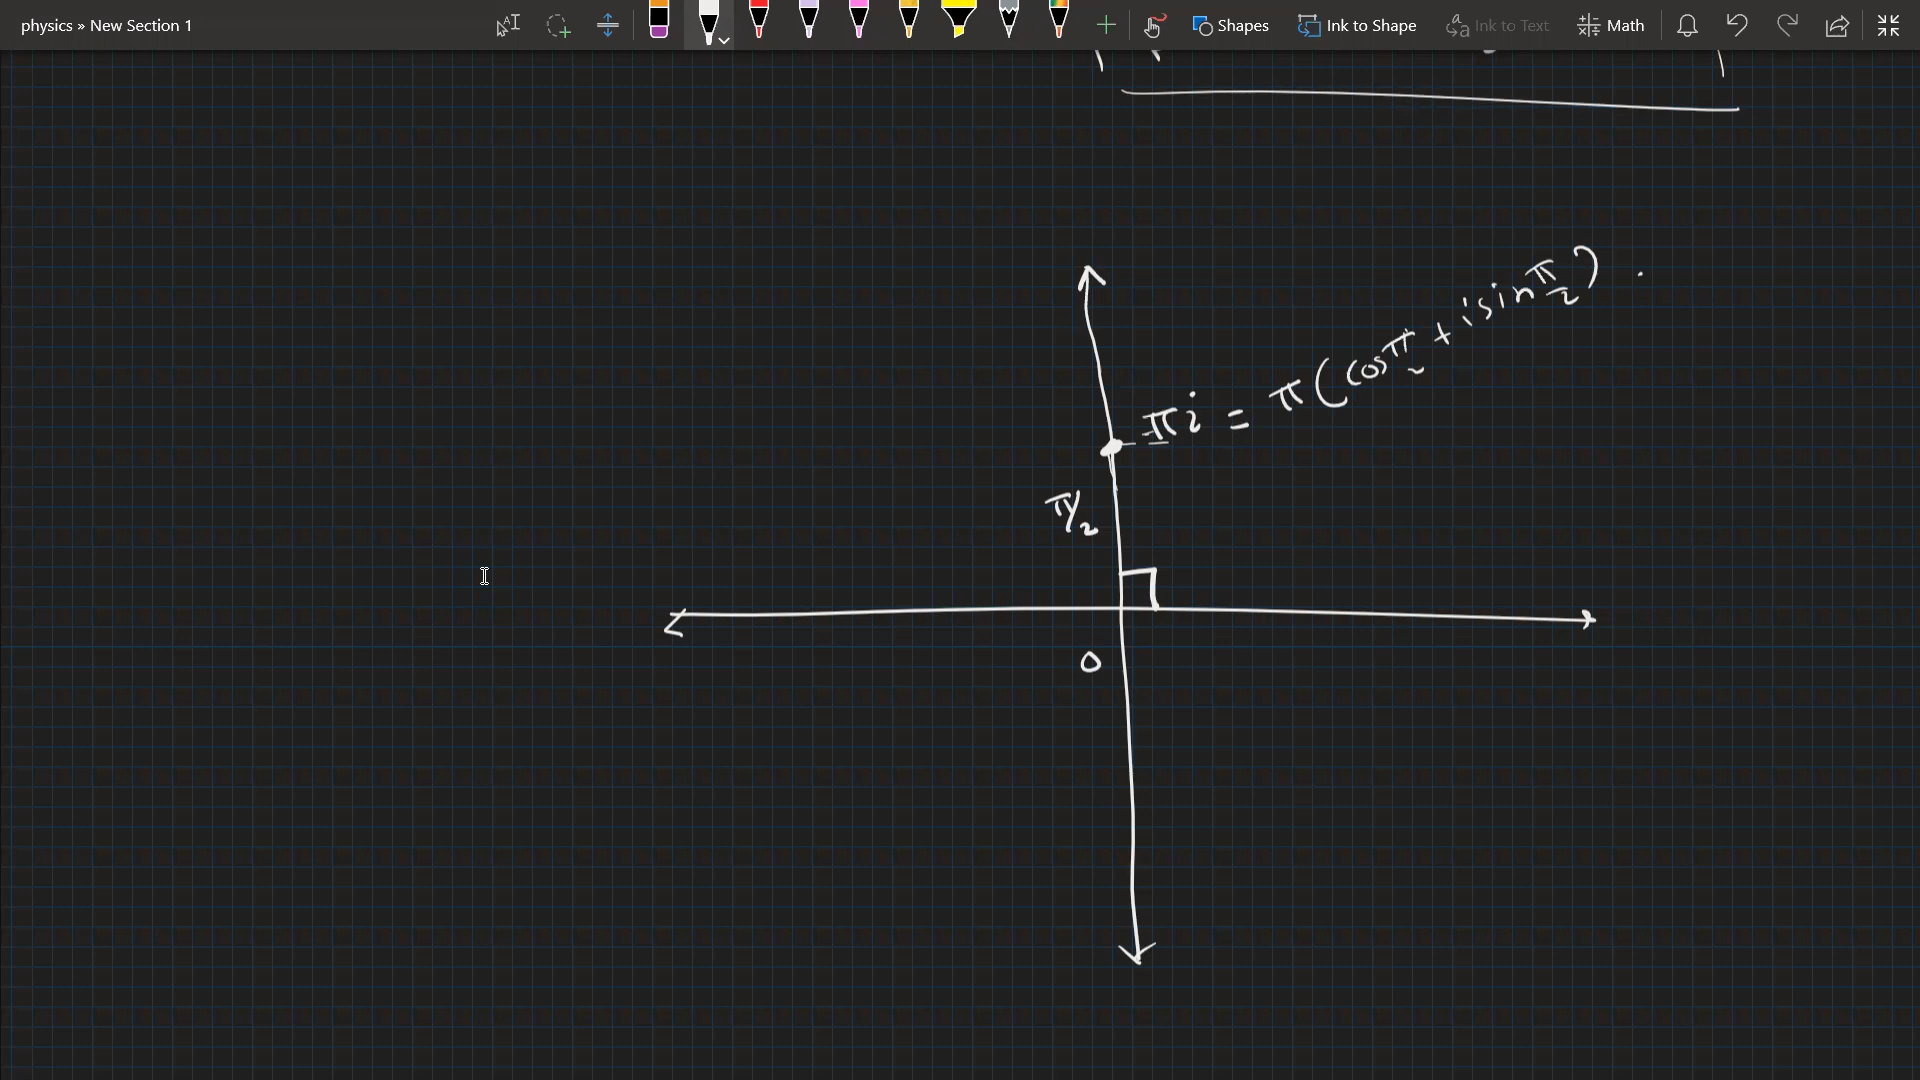 physics » New Section 1
Shapes
Ink to Shape
Ink to Text
Math
πi = π(cos π/2 + i sin π/2) .
π/2
0